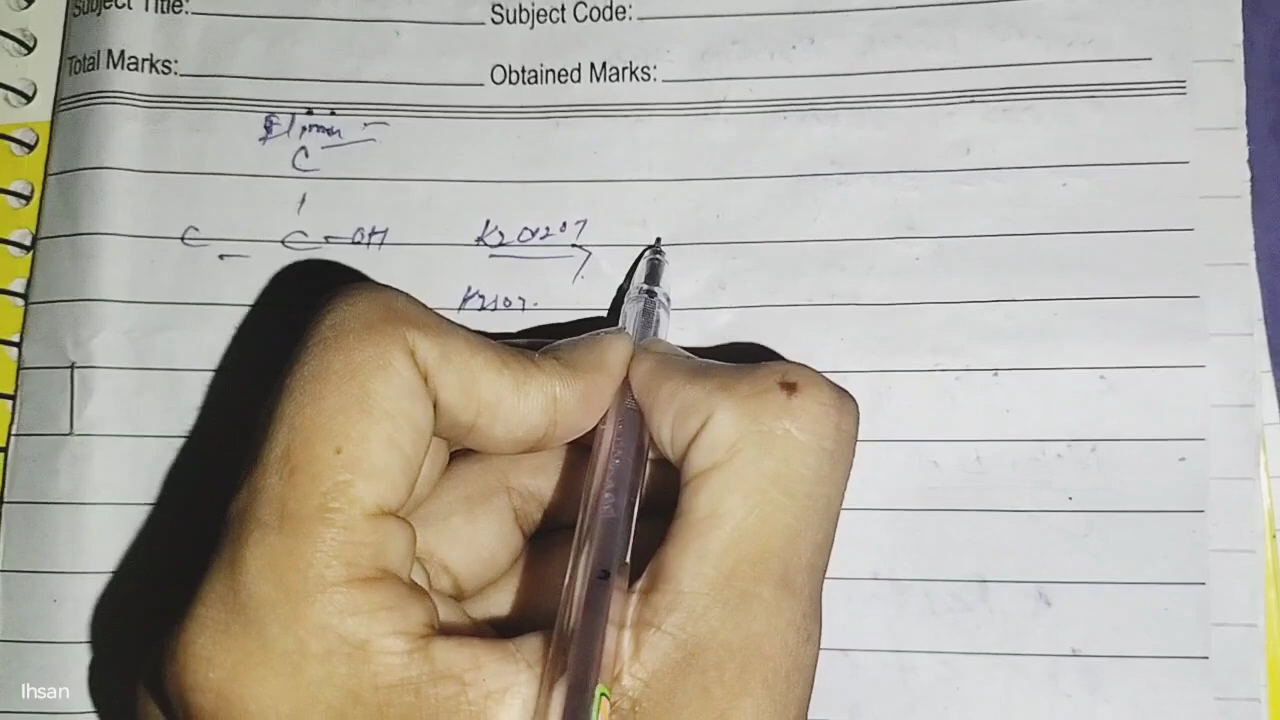 Subject Title: Subject Code:
Total Marks: Obtained Marks:
C
C C-OH K2Cr2O7
Ihsan